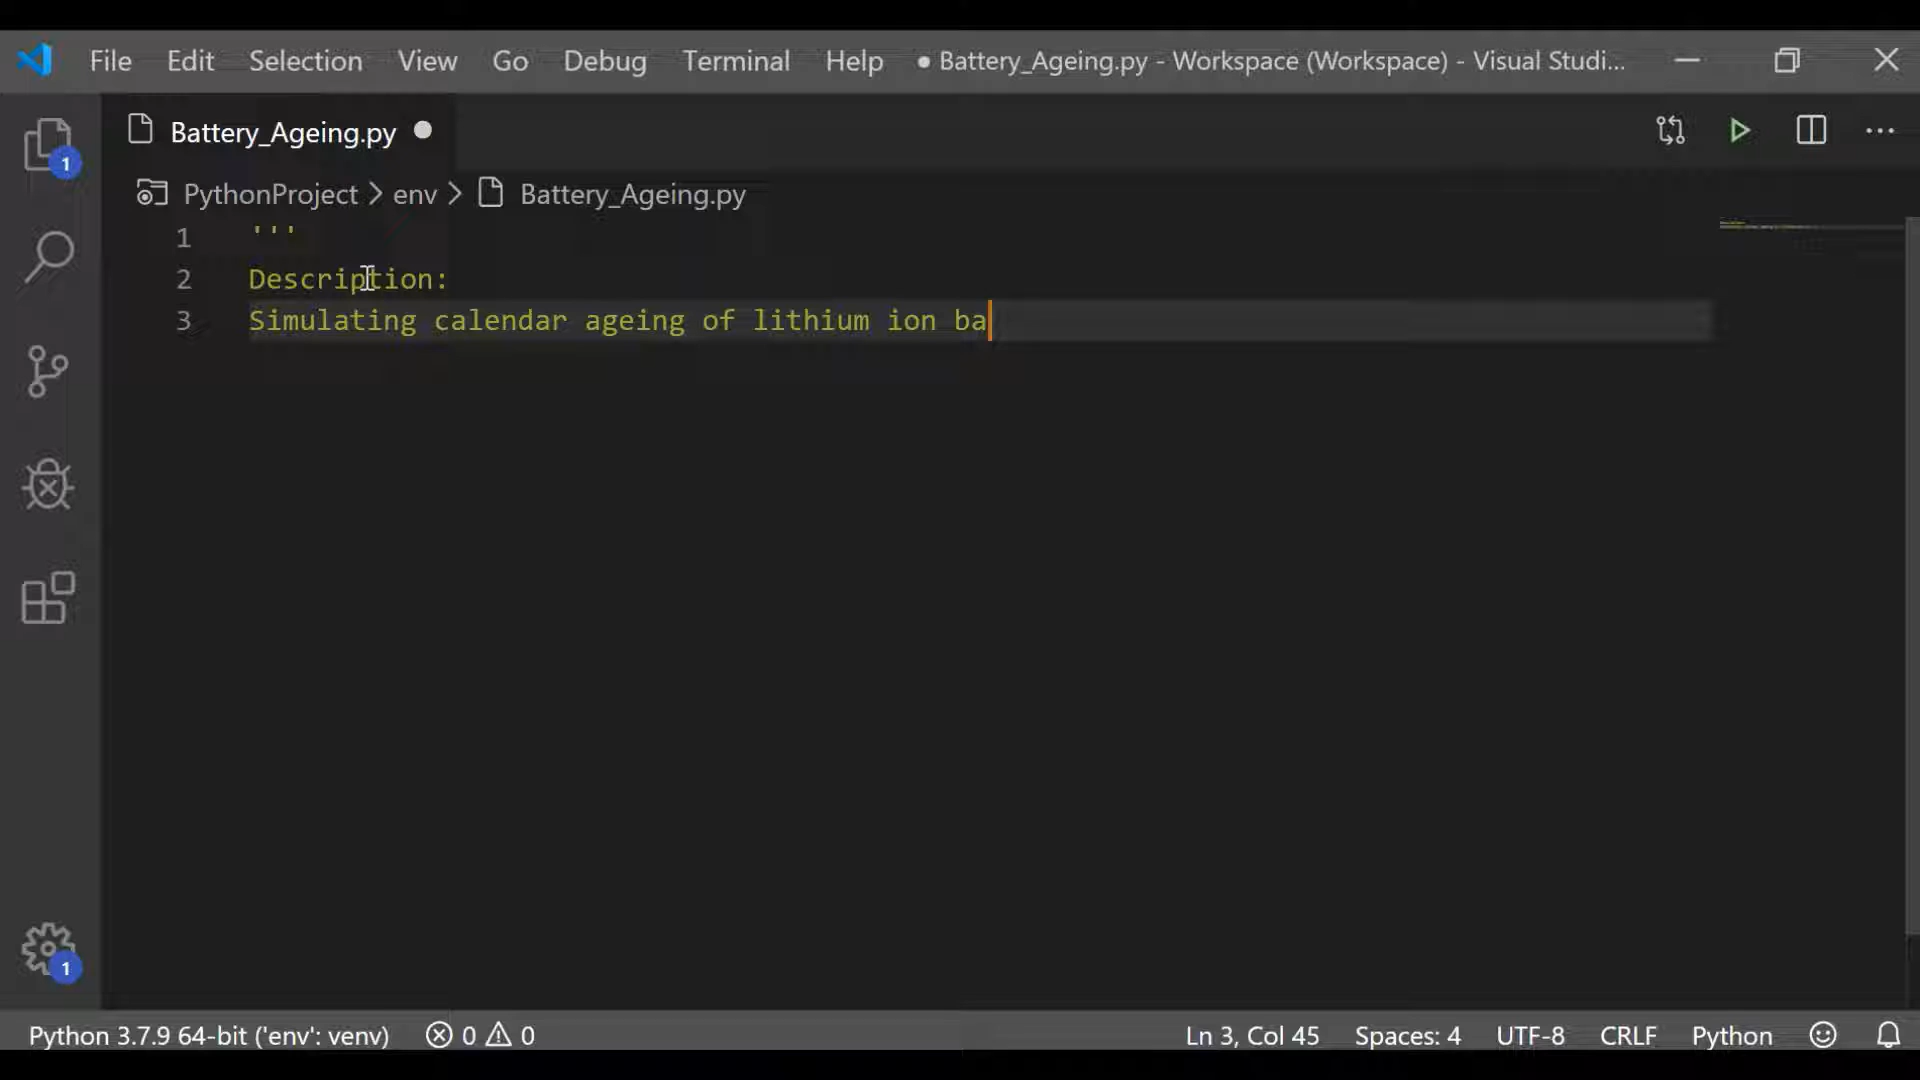 File Edit Selection View Go Debug Terminal Help ● Battery_Ageing.py - Workspace (Workspace) - Visual Studi...
Battery_Ageing.py
1
PythonProject > env > Battery_Ageing.py
1 '''
2 Description:
3 Simulating calendar ageing of lithium ion ba
1
Python 3.7.9 64-bit ('env': venv) 0 0 Ln 3, Col 45 Spaces: 4 UTF-8 CRLF Python